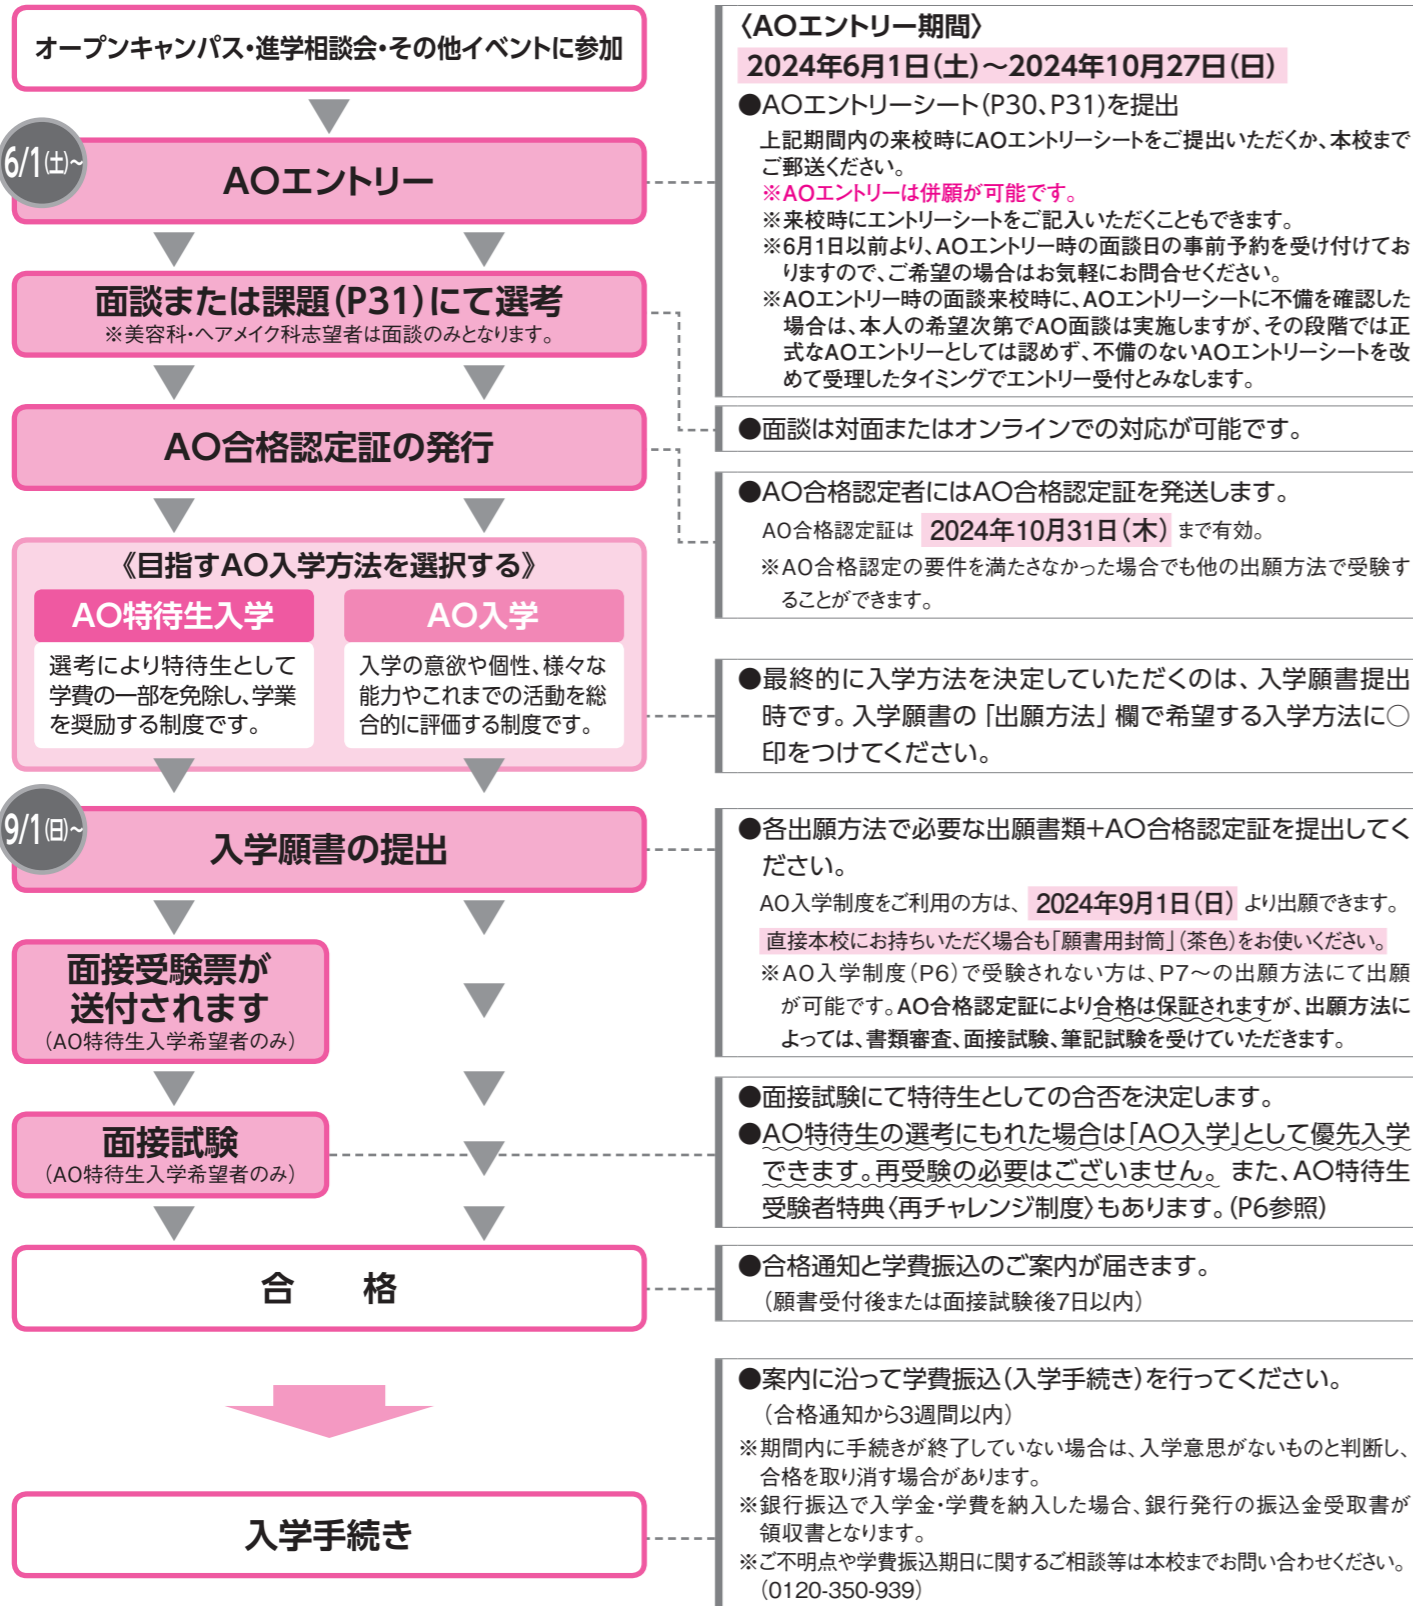 オープンキャンパス・進学相談会・その他イベントに参加
6/1(土)~
AOエントリー
面談または課題(P31)にて選考
※美容科・ヘアメイク科志望者は面談のみとなります。
AO合格認定証の発行
《目指すAO入学方法を選択する》
AO特待生入学
選考により特待生として
学費の一部を免除し、学業
を奨励する制度です。
AO入学
入学の意欲や個性、様々な
能力やこれまでの活動を総
合的に評価する制度です。
9/1(日)~
入学願書の提出
面接受験票が
送付されます
(AO特待生入学希望者のみ)
面接試験
(AO特待生入学希望者のみ)
合 格
入学手続き
〈AOエントリー期間〉
2024年6月1日(土)~2024年10月27日(日)
●AOエントリーシート(P30、P31)を提出
上記期間内の来校時にAOエントリーシートをご提出いただくか、本校まで
ご郵送ください。
※AOエントリーは併願が可能です。
※来校時にエントリーシートをご記入いただくこともできます。
※6月1日以前より、AOエントリー時の面談日の事前予約を受け付けてお
りますので、ご希望の場合はお気軽にお問合せください。
※AOエントリー時の面談来校時に、AOエントリーシートに不備を確認した
場合は、本人の希望次第でAO面談は実施しますが、その段階では正
式なAOエントリーとしては認めず、不備のないAOエントリーシートを改
めて受理したタイミングでエントリー受付とみなします。
●面談は対面またはオンラインでの対応が可能です。
●AO合格認定者にはAO合格認定証を発送します。
AO合格認定証は 2024年10月31日(木) まで有効。
※AO合格認定の要件を満たさなかった場合でも他の出願方法で受験す
ることができます。
●最終的に入学方法を決定していただくのは、入学願書提出
時です。入学願書の「出願方法」欄で希望する入学方法に○
印をつけてください。
●各出願方法で必要な出願書類+AO合格認定証を提出してく
ださい。
AO入学制度をご利用の方は、 2024年9月1日(日) より出願できます。
直接本校にお持ちいただく場合も「願書用封筒」(茶色)をお使いください。
※AO入学制度(P6)で受験されない方は、P7~の出願方法にて出願
が可能です。AO合格認定証により合格は保証されますが、出願方法に
よっては、書類審査、面接試験、筆記試験を受けていただきます。
●面接試験にて特待生としての合否を決定します。
●AO特待生の選考にもれた場合は「AO入学」として優先入学
できます。再受験の必要はございません。また、AO特待生
受験者特典〈再チャレンジ制度〉もあります。(P6参照)
●合格通知と学費振込のご案内が届きます。
(願書受付後または面接試験後7日以内)
●案内に沿って学費振込(入学手続き)を行ってください。
(合格通知から3週間以内)
※期間内に手続きが終了していない場合は、入学意思がないものと判断し、
合格を取り消す場合があります。
※銀行振込で入学金・学費を納入した場合、銀行発行の振込金受取書が
領収書となります。
※ご不明点や学費振込期日に関するご相談等は本校までお問い合わせください。
(0120-350-939)